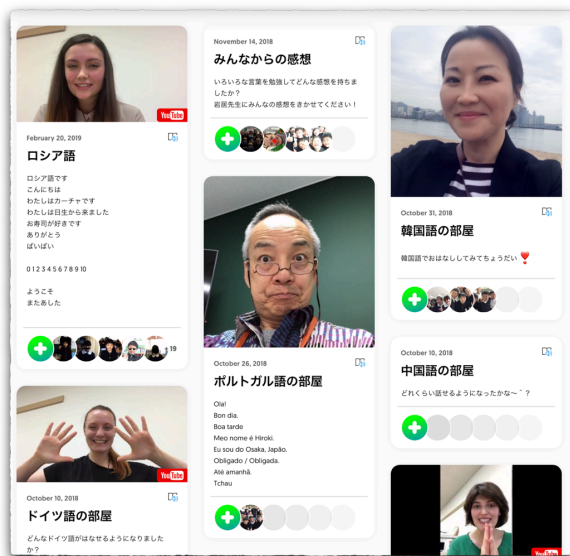 YouTube
February 20, 2019
ロシア語
ロシア語です
こんにちは
わたしはカーチャです
わたしは日生から来ました
お寿司が好きです
ありがとう
ばいばい
0 1 2 3 4 5 6 7 8 9 10
ようこそ
またあした
+ 19
YouTube
October 10, 2018
ドイツ語の部屋
どんなドイツ語がはなせるようになりました
か？
November 14, 2018
みんなからの感想
いろいろな言葉を勉強してどんな感想を持ちま
したか？
岩居先生にみんなの感想をきかせてください！
October 26, 2018
ポルトガル語の部屋
Ola!
Bon dia.
Boa tarde
Meo nome é Hiroki.
Eu sou do Osaka, Japão.
Obligado / Obligada.
Até amanhã.
Tchau
October 31, 2018
韓国語の部屋
韓国語でおはなししてみてちょうだい
October 10, 2018
中国語の部屋
どれくらい話せるようになったかな〜＾？
YouTube